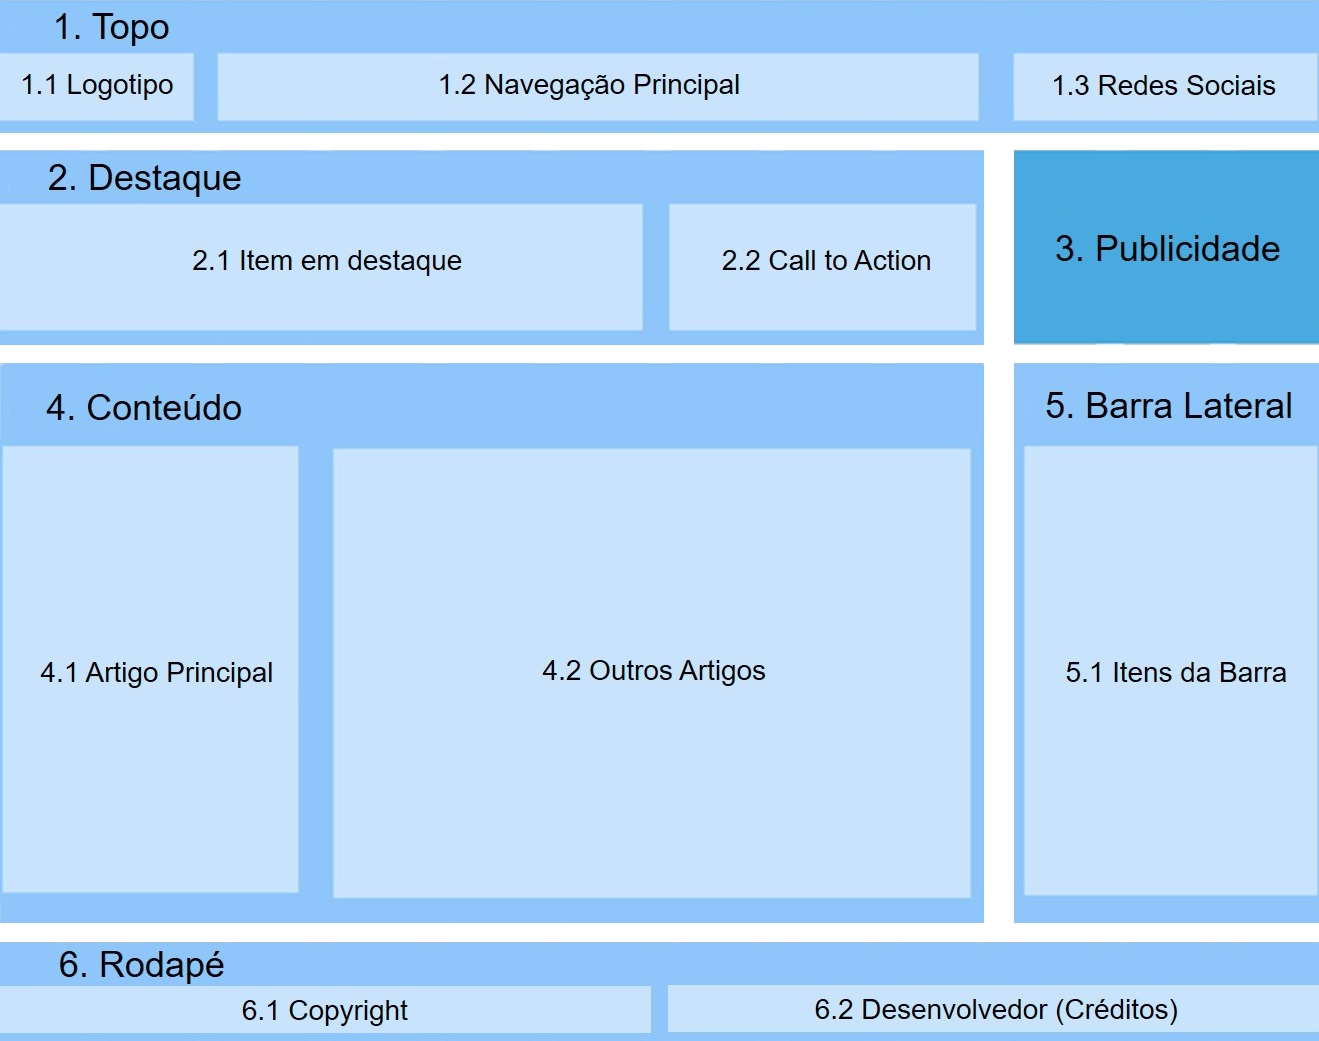 1. Topo
1.1 Logotipo
1.2 Navegação Principal
1.3 Redes Sociais
2. Destaque
2.1 Item em destaque
2.2 Call to Action
3. Publicidade
4. Conteúdo
4.1 Artigo Principal
4.2 Outros Artigos
5. Barra Lateral
5.1 Itens da Barra
6. Rodapé
6.1 Copyright
6.2 Desenvolvedor (Créditos)